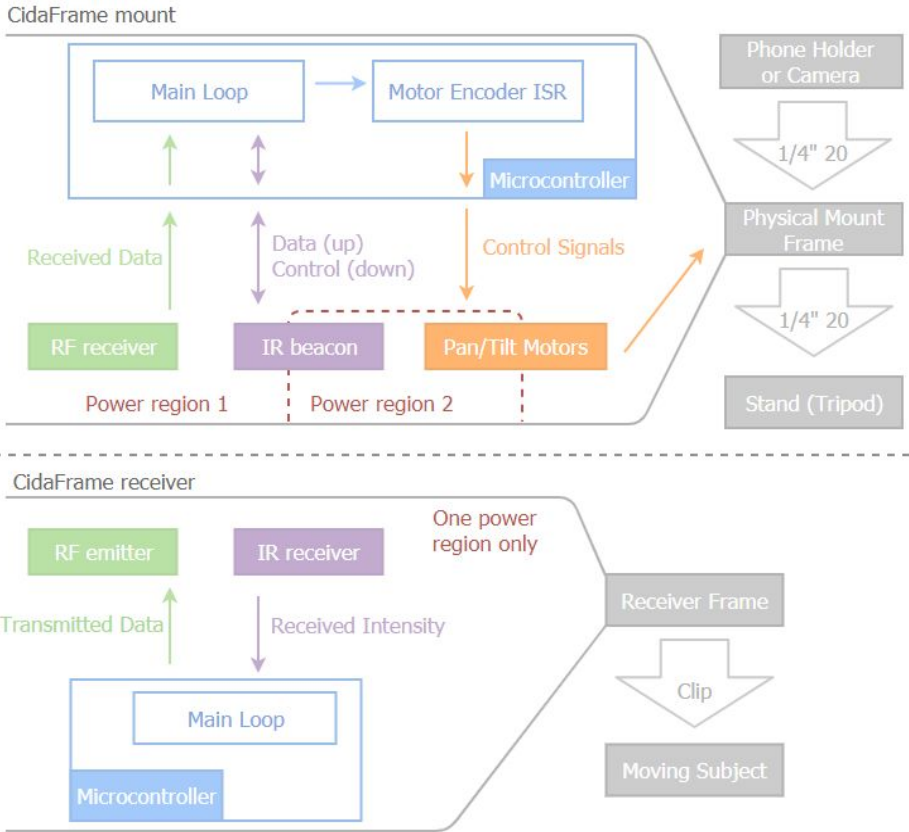 CidaFrame mount
Phone Holder
or Camera
Main Loop
Motor Encoder ISR
1/4" 20
Microcontroller
Physical Mount
Frame
Received Data
Data (up)
Control (down)
Control Signals
1/4" 20
RF receiver
IR beacon
Pan/Tilt Motors
Power region 1
Power region 2
Stand (Tripod)
CidaFrame receiver
One power
region only
RF emitter
IR receiver
Receiver Frame
Transmitted Data
Received Intensity
Clip
Main Loop
Moving Subject
Microcontroller